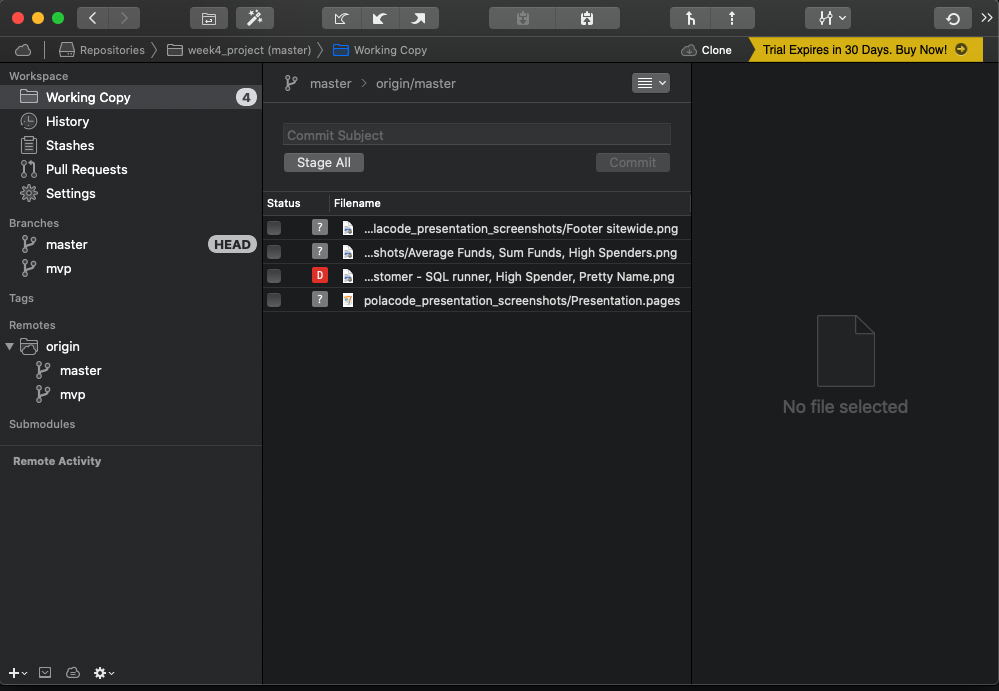 Repositories
week4_project (master)
Working Copy
Clone
Trial Expires in 30 Days. Buy Now!
Workspace
Working Copy
4
History
Stashes
Pull Requests
Settings
Branches
master
HEAD
mvp
Tags
Remotes
origin
master
mvp
Submodules
Remote Activity
master
origin/master
Commit Subject
Stage All
Commit
Status Filename
? ...lacode_presentation_screenshots/Footer sitewide.png
? ...shots/Average Funds, Sum Funds, High Spenders.png
D ...stomer - SQL runner, High Spender, Pretty Name.png
? polacode_presentation_screenshots/Presentation.pages
No file selected